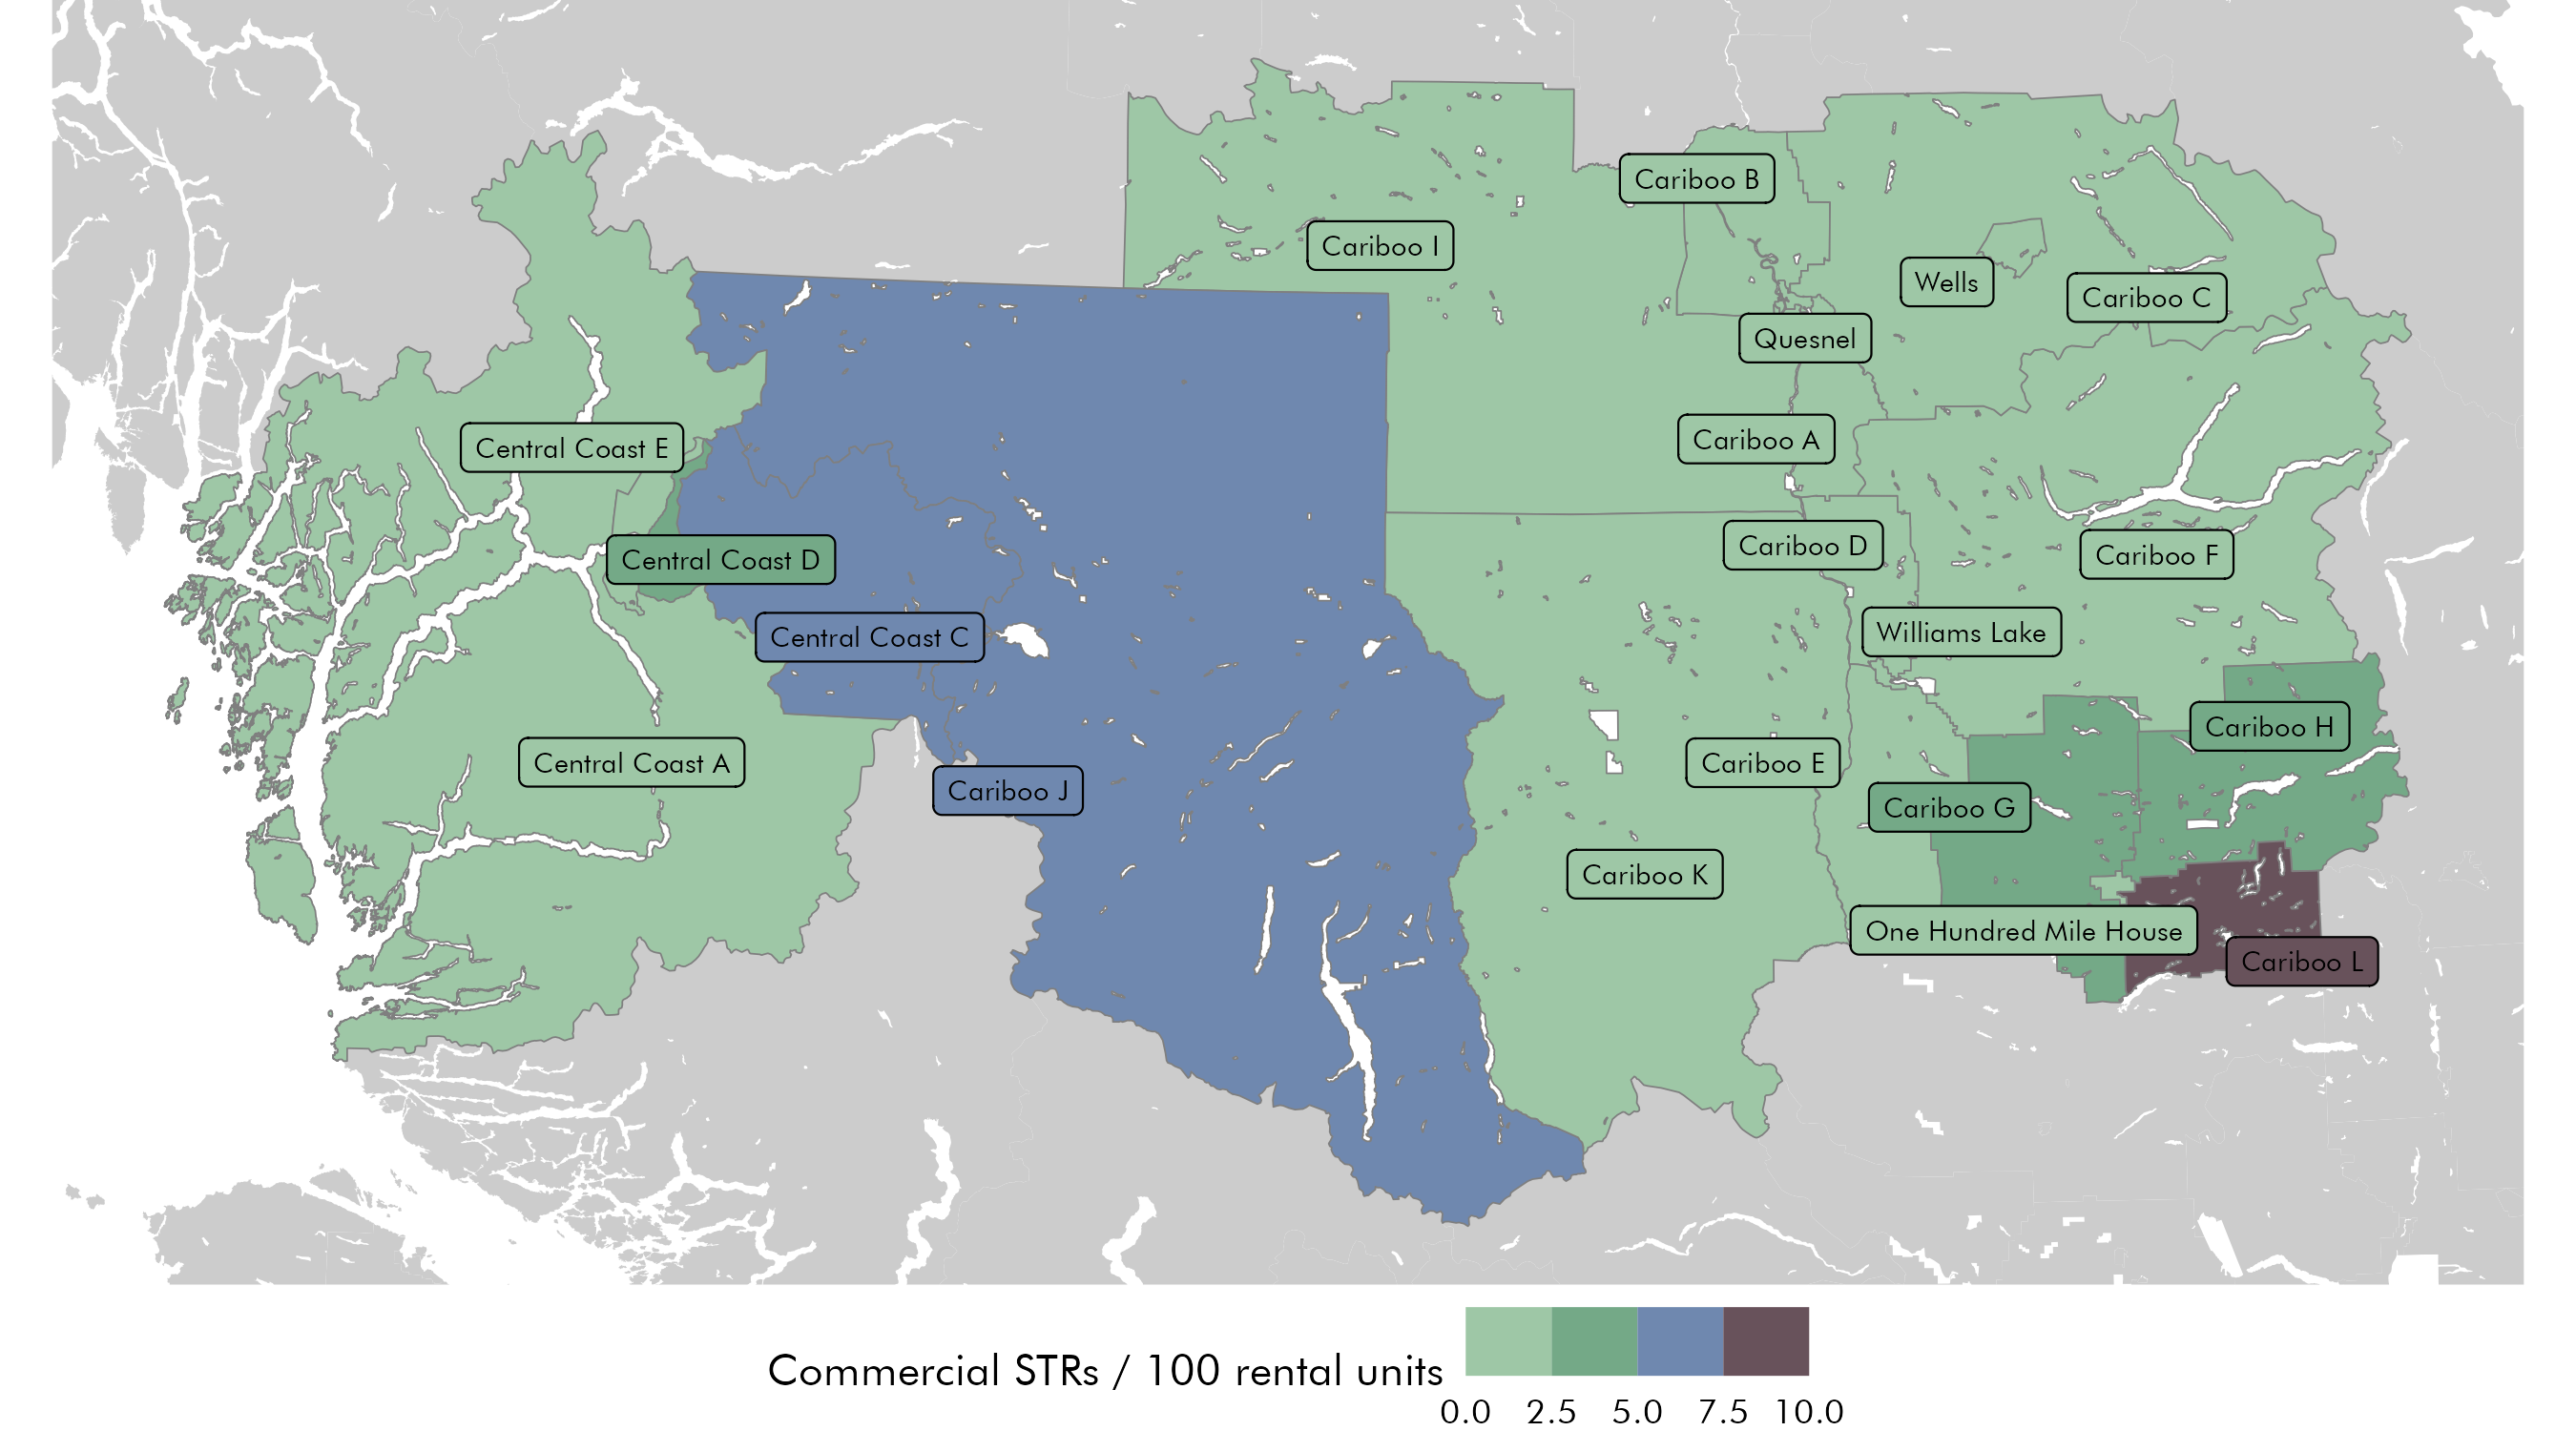 Cariboo B
Cariboo I
Wells
Cariboo C
Quesnel
Cariboo A
Central Coast E
Cariboo D
Cariboo F
Central Coast D
Williams Lake
Central Coast C
Cariboo H
Central Coast A
Cariboo E
Cariboo J
Cariboo G
Cariboo K
One Hundred Mile House
Cariboo L
Commercial STRs / 100 rental units
0.0 2.5 5.0 7.5 10.0